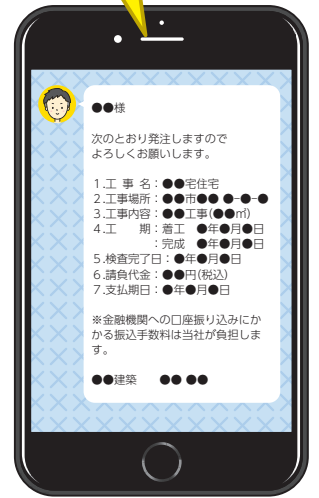 ●●様
次のとおり発注しますので
よろしくお願いします。
1.工 事 名：●●宅住宅
2.工事場所：●●市●● ●-●-●
3.工事内容：●●工事(●●㎡)
4.工　　期：着工　●年●月●日
：完成　●年●月●日
5.検査完了日：●年●月●日
6.請負代金：●●円(税込)
7.支払期日：●年●月●日
※金融機関への口座振り込みにか
かる振込手数料は当社が負担しま
す。
●●建築　　●● ●●